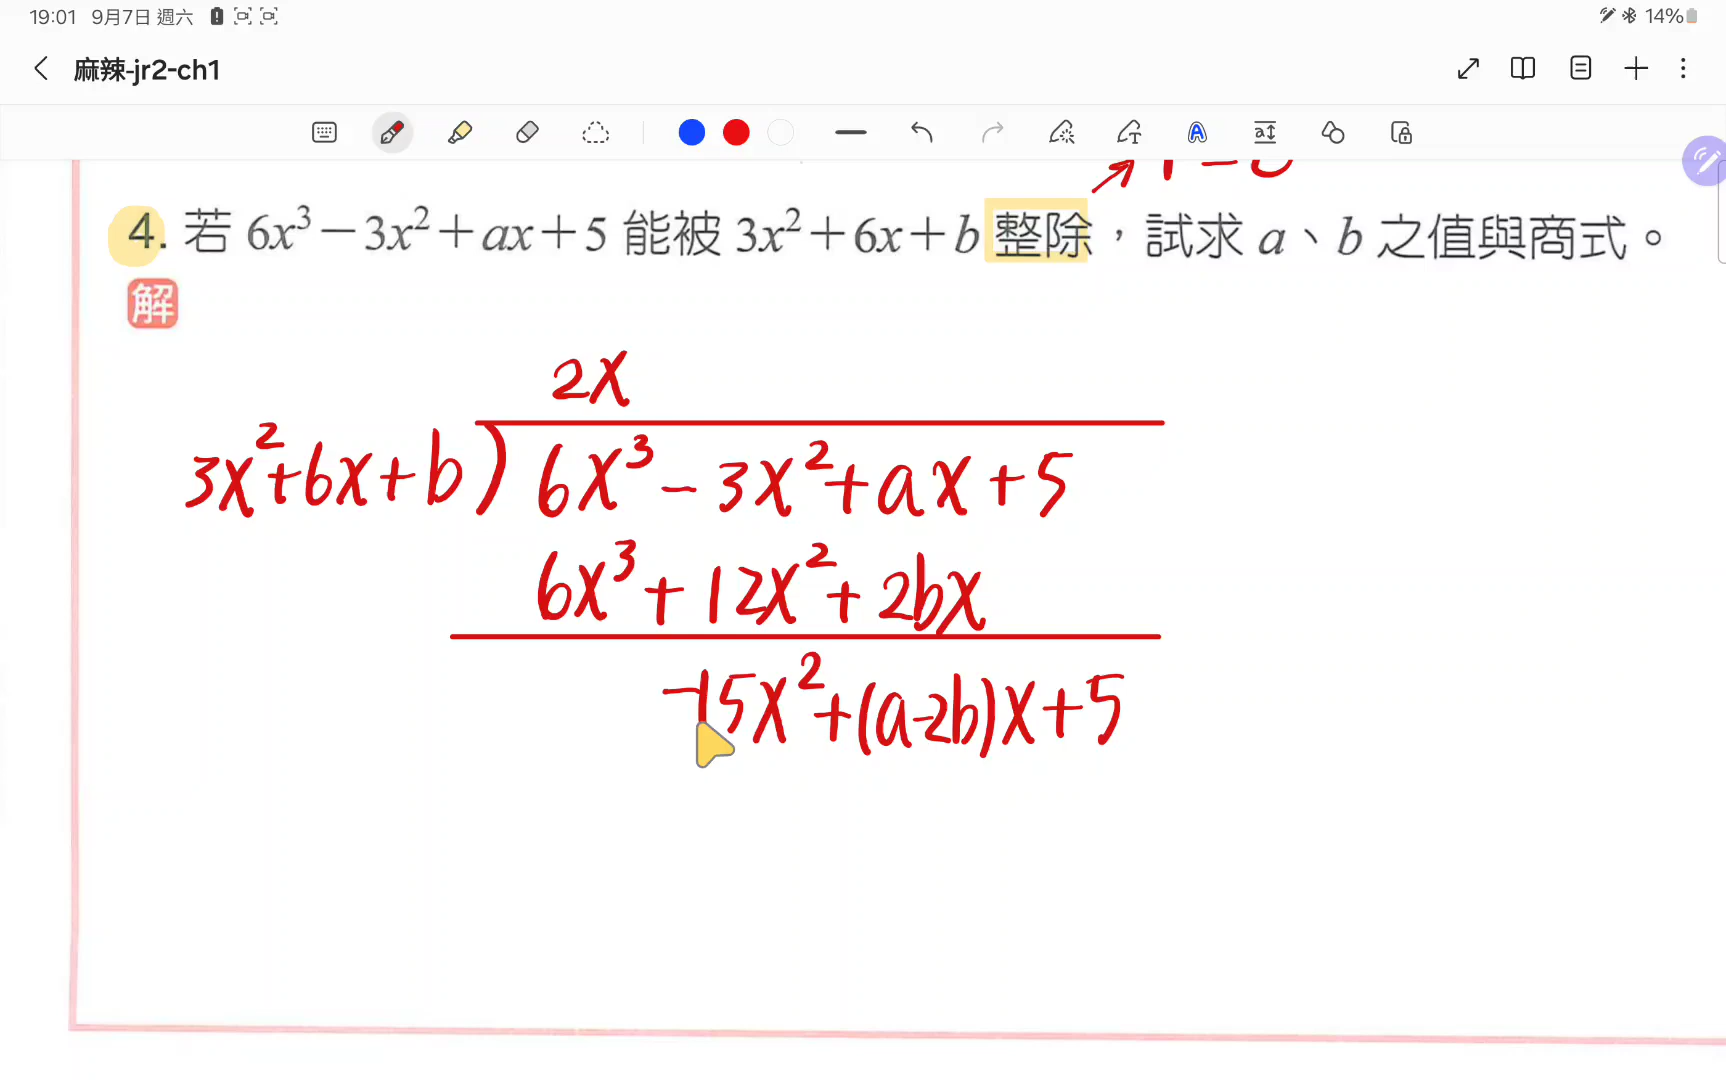 19:01 9月7日 週六 14%
麻辣-jr2-ch1
4. 若 6x³－3x²＋ax＋5 能被 3x²＋6x＋b 整除，試求 a、b 之值與商式。
解
2x
3x²+6x+b) 6x³-3x²+ax+5
6x³+12x²+2bx
-15x²+(a-2b)x+5